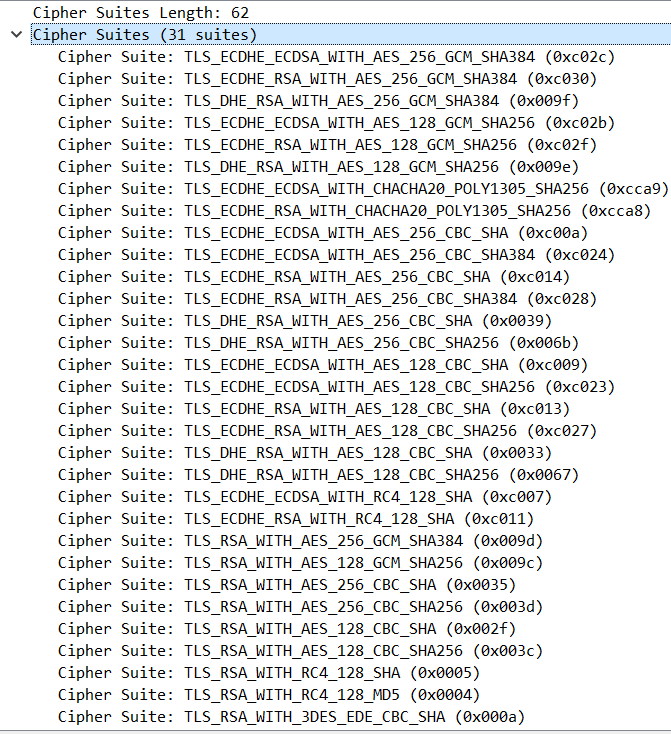 Cipher Suites Length: 62
Cipher Suites (31 suites)
Cipher Suite: TLS_ECDHE_ECDSA_WITH_AES_256_GCM_SHA384 (0xc02c)
Cipher Suite: TLS_ECDHE_RSA_WITH_AES_256_GCM_SHA384 (0xc030)
Cipher Suite: TLS_DHE_RSA_WITH_AES_256_GCM_SHA384 (0x009f)
Cipher Suite: TLS_ECDHE_ECDSA_WITH_AES_128_GCM_SHA256 (0xc02b)
Cipher Suite: TLS_ECDHE_RSA_WITH_AES_128_GCM_SHA256 (0xc02f)
Cipher Suite: TLS_DHE_RSA_WITH_AES_128_GCM_SHA256 (0x009e)
Cipher Suite: TLS_ECDHE_ECDSA_WITH_CHACHA20_POLY1305_SHA256 (0xcca9)
Cipher Suite: TLS_ECDHE_RSA_WITH_CHACHA20_POLY1305_SHA256 (0xcca8)
Cipher Suite: TLS_ECDHE_ECDSA_WITH_AES_256_CBC_SHA (0xc00a)
Cipher Suite: TLS_ECDHE_ECDSA_WITH_AES_256_CBC_SHA384 (0xc024)
Cipher Suite: TLS_ECDHE_RSA_WITH_AES_256_CBC_SHA (0xc014)
Cipher Suite: TLS_ECDHE_RSA_WITH_AES_256_CBC_SHA384 (0xc028)
Cipher Suite: TLS_DHE_RSA_WITH_AES_256_CBC_SHA (0x0039)
Cipher Suite: TLS_DHE_RSA_WITH_AES_256_CBC_SHA256 (0x006b)
Cipher Suite: TLS_ECDHE_ECDSA_WITH_AES_128_CBC_SHA (0xc009)
Cipher Suite: TLS_ECDHE_ECDSA_WITH_AES_128_CBC_SHA256 (0xc023)
Cipher Suite: TLS_ECDHE_RSA_WITH_AES_128_CBC_SHA (0xc013)
Cipher Suite: TLS_ECDHE_RSA_WITH_AES_128_CBC_SHA256 (0xc027)
Cipher Suite: TLS_DHE_RSA_WITH_AES_128_CBC_SHA (0x0033)
Cipher Suite: TLS_DHE_RSA_WITH_AES_128_CBC_SHA256 (0x0067)
Cipher Suite: TLS_ECDHE_ECDSA_WITH_RC4_128_SHA (0xc007)
Cipher Suite: TLS_ECDHE_RSA_WITH_RC4_128_SHA (0xc011)
Cipher Suite: TLS_RSA_WITH_AES_256_GCM_SHA384 (0x009d)
Cipher Suite: TLS_RSA_WITH_AES_128_GCM_SHA256 (0x009c)
Cipher Suite: TLS_RSA_WITH_AES_256_CBC_SHA (0x0035)
Cipher Suite: TLS_RSA_WITH_AES_256_CBC_SHA256 (0x003d)
Cipher Suite: TLS_RSA_WITH_AES_128_CBC_SHA (0x002f)
Cipher Suite: TLS_RSA_WITH_AES_128_CBC_SHA256 (0x003c)
Cipher Suite: TLS_RSA_WITH_RC4_128_SHA (0x0005)
Cipher Suite: TLS_RSA_WITH_RC4_128_MD5 (0x0004)
Cipher Suite: TLS_RSA_WITH_3DES_EDE_CBC_SHA (0x000a)